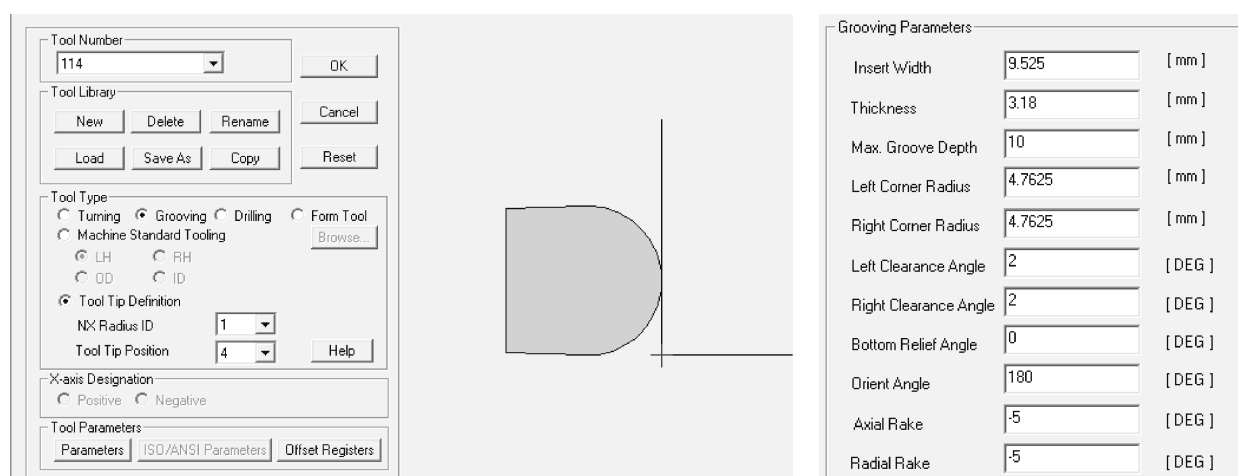 Tool Number
114
OK
Tool Library
New Delete Rename
Cancel
Load Save As Copy
Reset
Tool Type
Turning Grooving Drilling Form Tool
Machine Standard Tooling
Browse...
LH RH
OD ID
Tool Tip Definition
NX Radius ID 1
Tool Tip Position 4
Help
X-axis Designation
Positive Negative
Tool Parameters
Parameters ISO/ANSI Parameters Offset Registers
Grooving Parameters
Insert Width 9.525 [ mm ]
Thickness 3.18 [ mm ]
Max. Groove Depth 10 [ mm ]
Left Corner Radius 4.7625 [ mm ]
Right Corner Radius 4.7625 [ mm ]
Left Clearance Angle 2 [ DEG ]
Right Clearance Angle 2 [ DEG ]
Bottom Relief Angle 0 [ DEG ]
Orient Angle 180 [ DEG ]
Axial Rake -5 [ DEG ]
Radial Rake -5 [ DEG ]